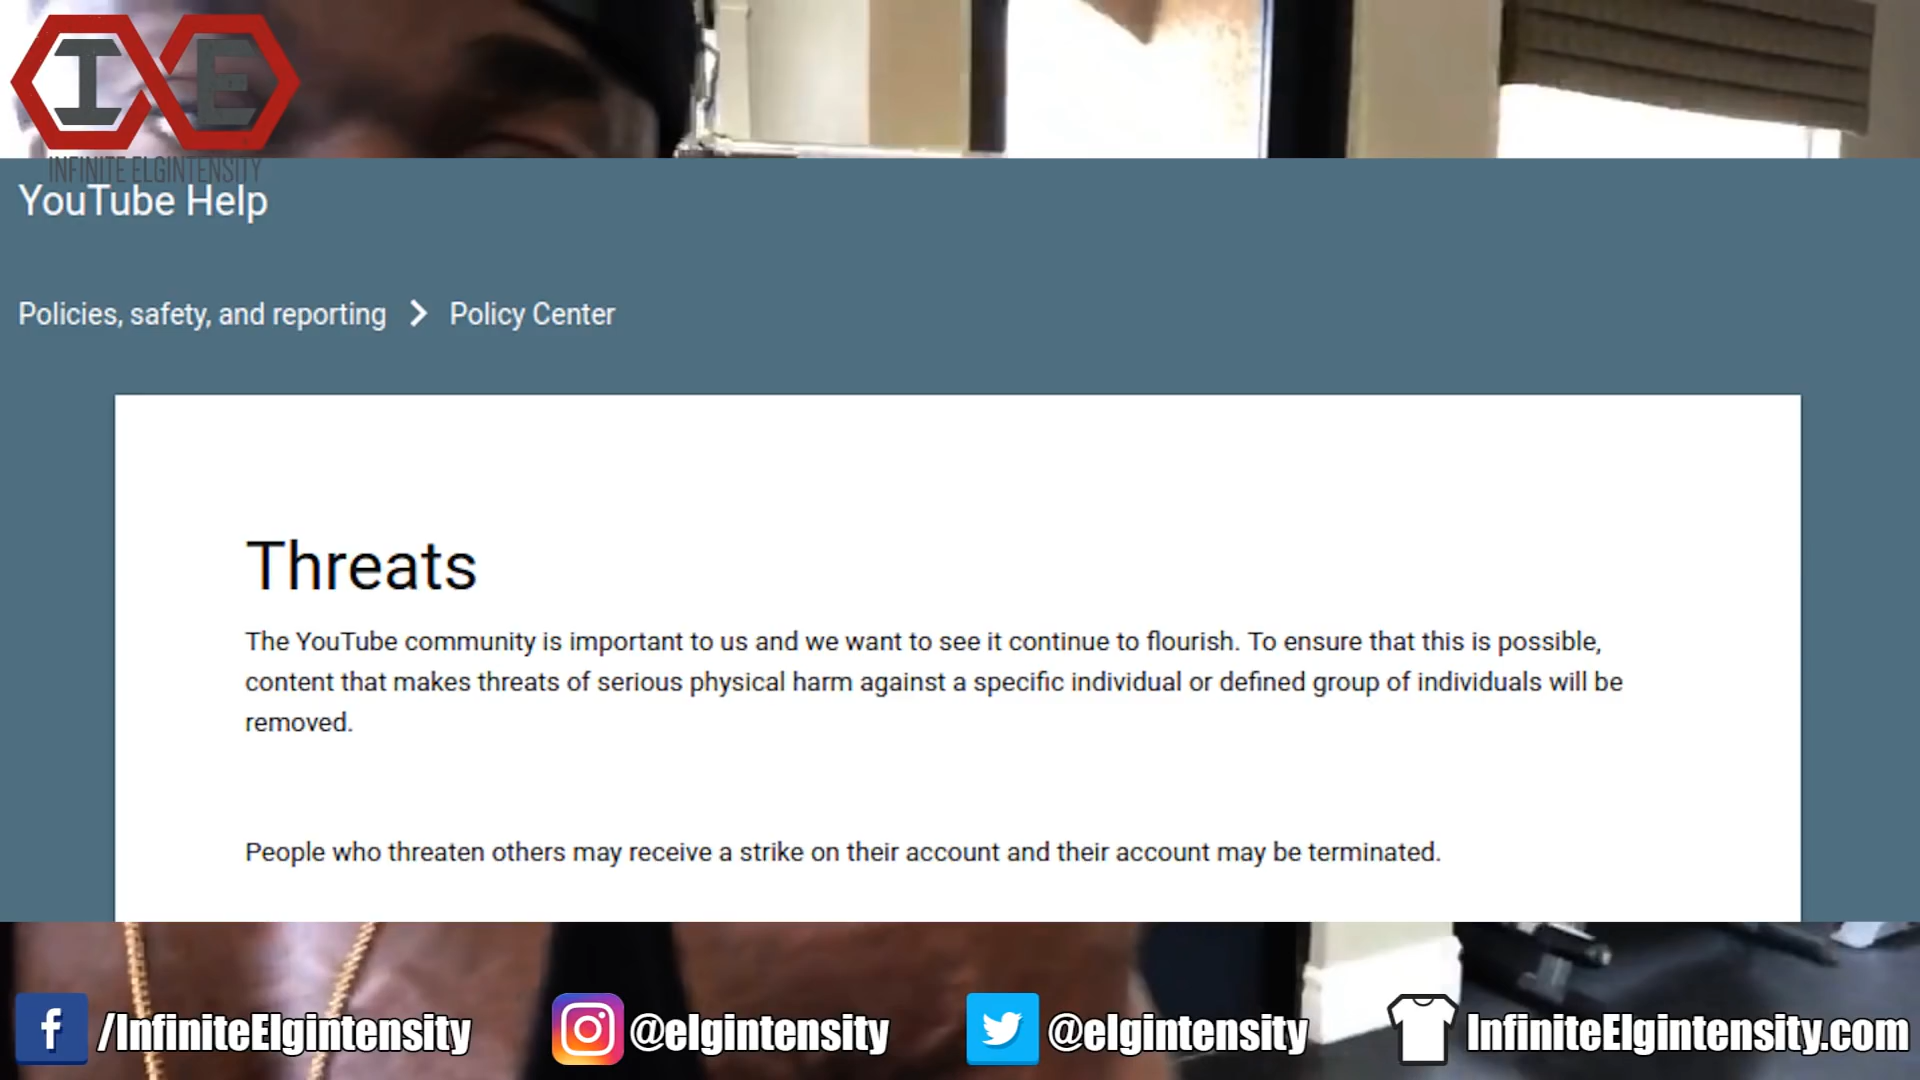 I E
INFINITE ELGINTENSITY
YouTube Help
Policies, safety, and reporting > Policy Center
Threats
The YouTube community is important to us and we want to see it continue to flourish. To ensure that this is possible,
content that makes threats of serious physical harm against a specific individual or defined group of individuals will be
removed.
People who threaten others may receive a strike on their account and their account may be terminated.
f /InfiniteElgintensity @elgintensity @elgintensity InfiniteElgintensity.com